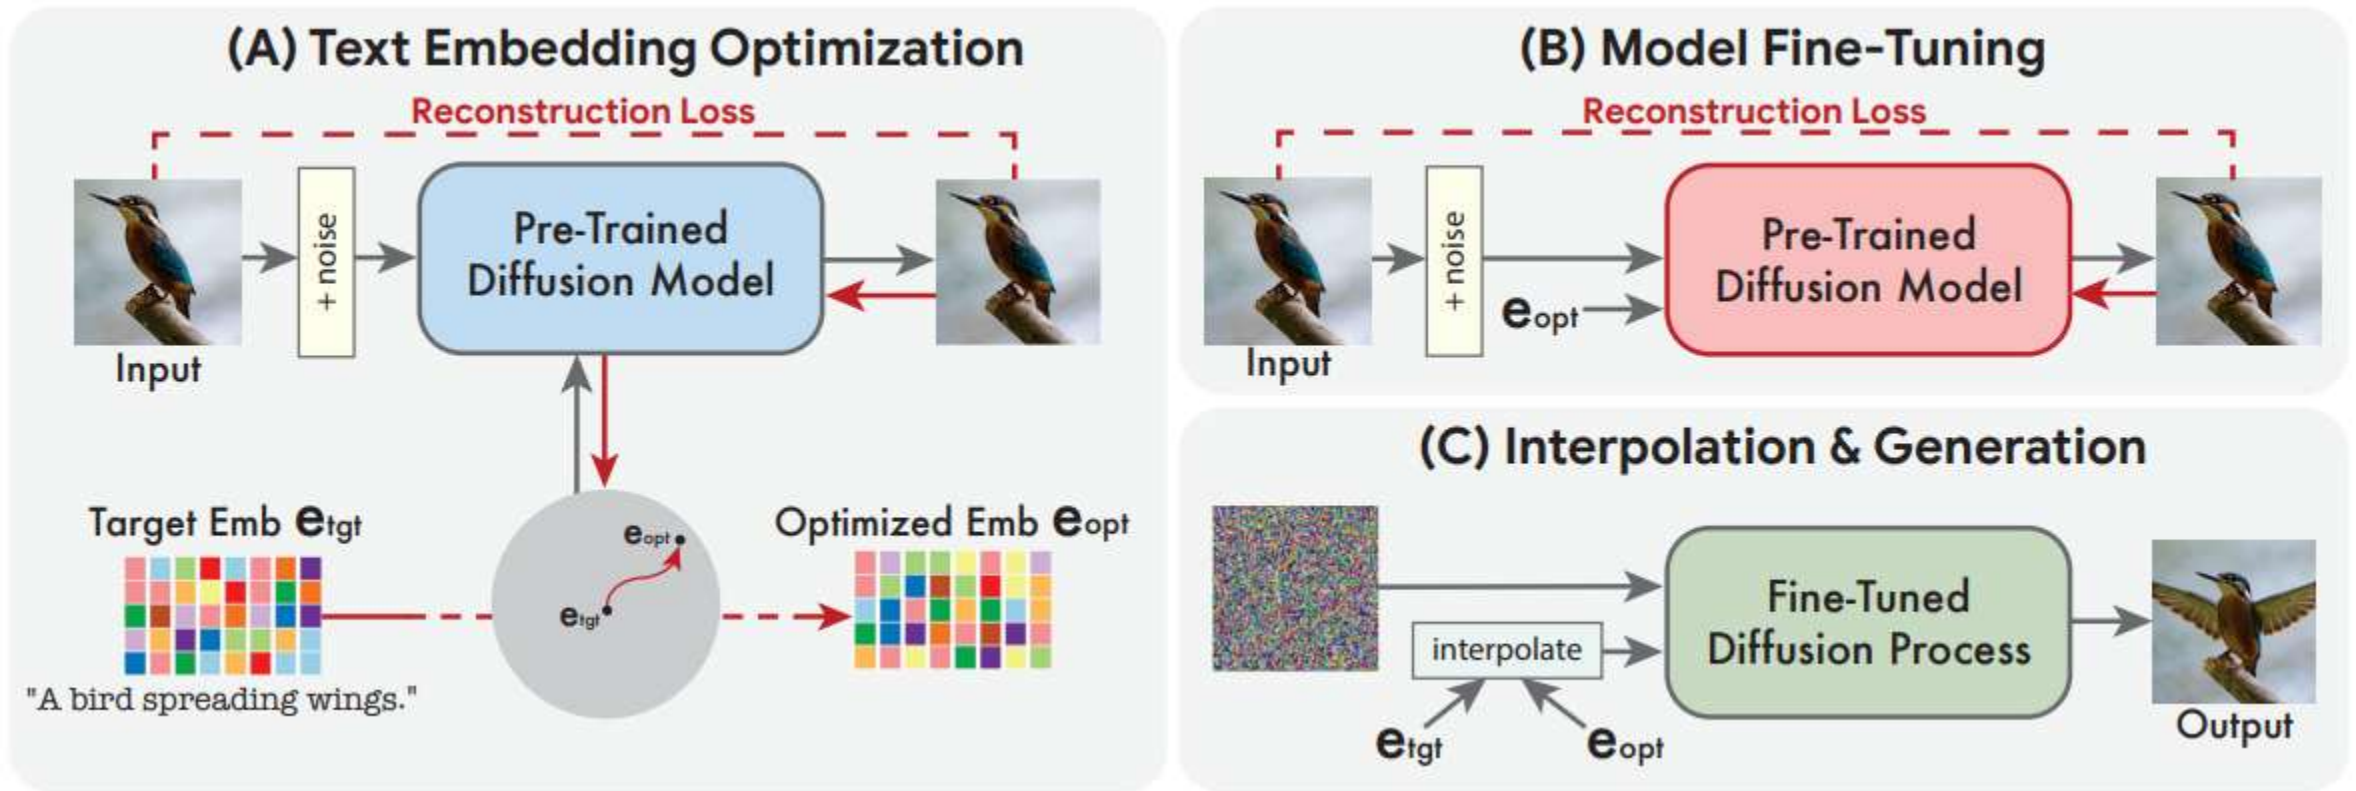 (A) Text Embedding Optimization
Reconstruction Loss
+ noise
Pre-Trained
Diffusion Model
Input
Target Emb etgt
eopt
etgt
Optimized Emb eopt
"A bird spreading wings."
(B) Model Fine-Tuning
Reconstruction Loss
+ noise
eopt
Pre-Trained
Diffusion Model
Input
(C) Interpolation & Generation
interpolate
etgt
eopt
Fine-Tuned
Diffusion Process
Output